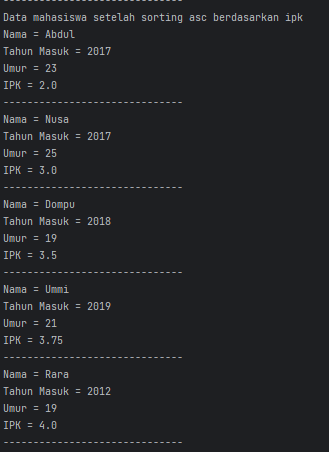 ------------------------------
Data mahasiswa setelah sorting asc berdasarkan ipk
Nama = Abdul
Tahun Masuk = 2017
Umur = 23
IPK = 2.0
------------------------------
Nama = Nusa
Tahun Masuk = 2017
Umur = 25
IPK = 3.0
------------------------------
Nama = Dompu
Tahun Masuk = 2018
Umur = 19
IPK = 3.5
------------------------------
Nama = Ummi
Tahun Masuk = 2019
Umur = 21
IPK = 3.75
------------------------------
Nama = Rara
Tahun Masuk = 2012
Umur = 19
IPK = 4.0
------------------------------